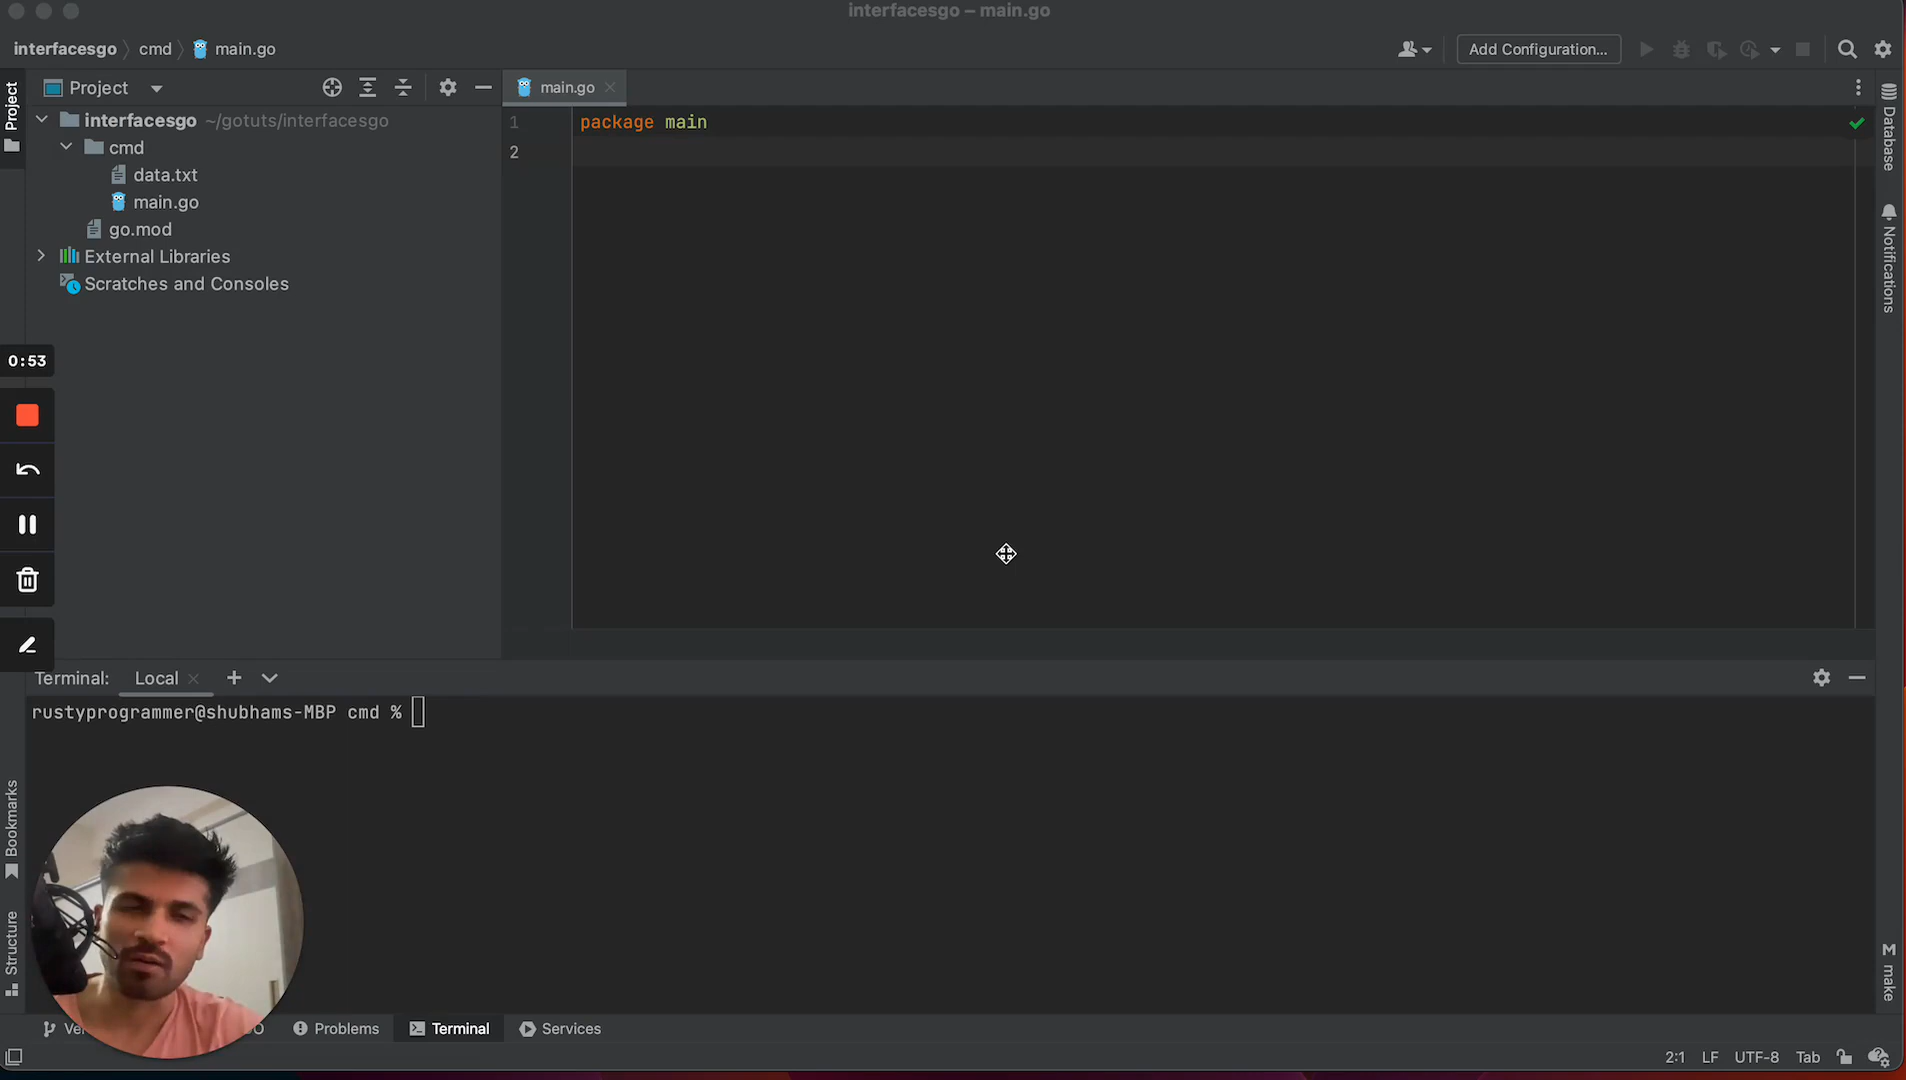 interfacesgo – main.go
interfacesgo
cmd
main.go
Add Configuration...
Project
Project
main.go
interfacesgo ~/gotuts/interfacesgo
cmd
data.txt
main.go
go.mod
External Libraries
Scratches and Consoles
1 package main
2
Database
Notifications
0:53
Terminal:
Local
rustyprogrammer@shubhams-MBP cmd %
Bookmarks
Structure
make
Problems
Terminal
Services
2:1
LF
UTF-8
Tab